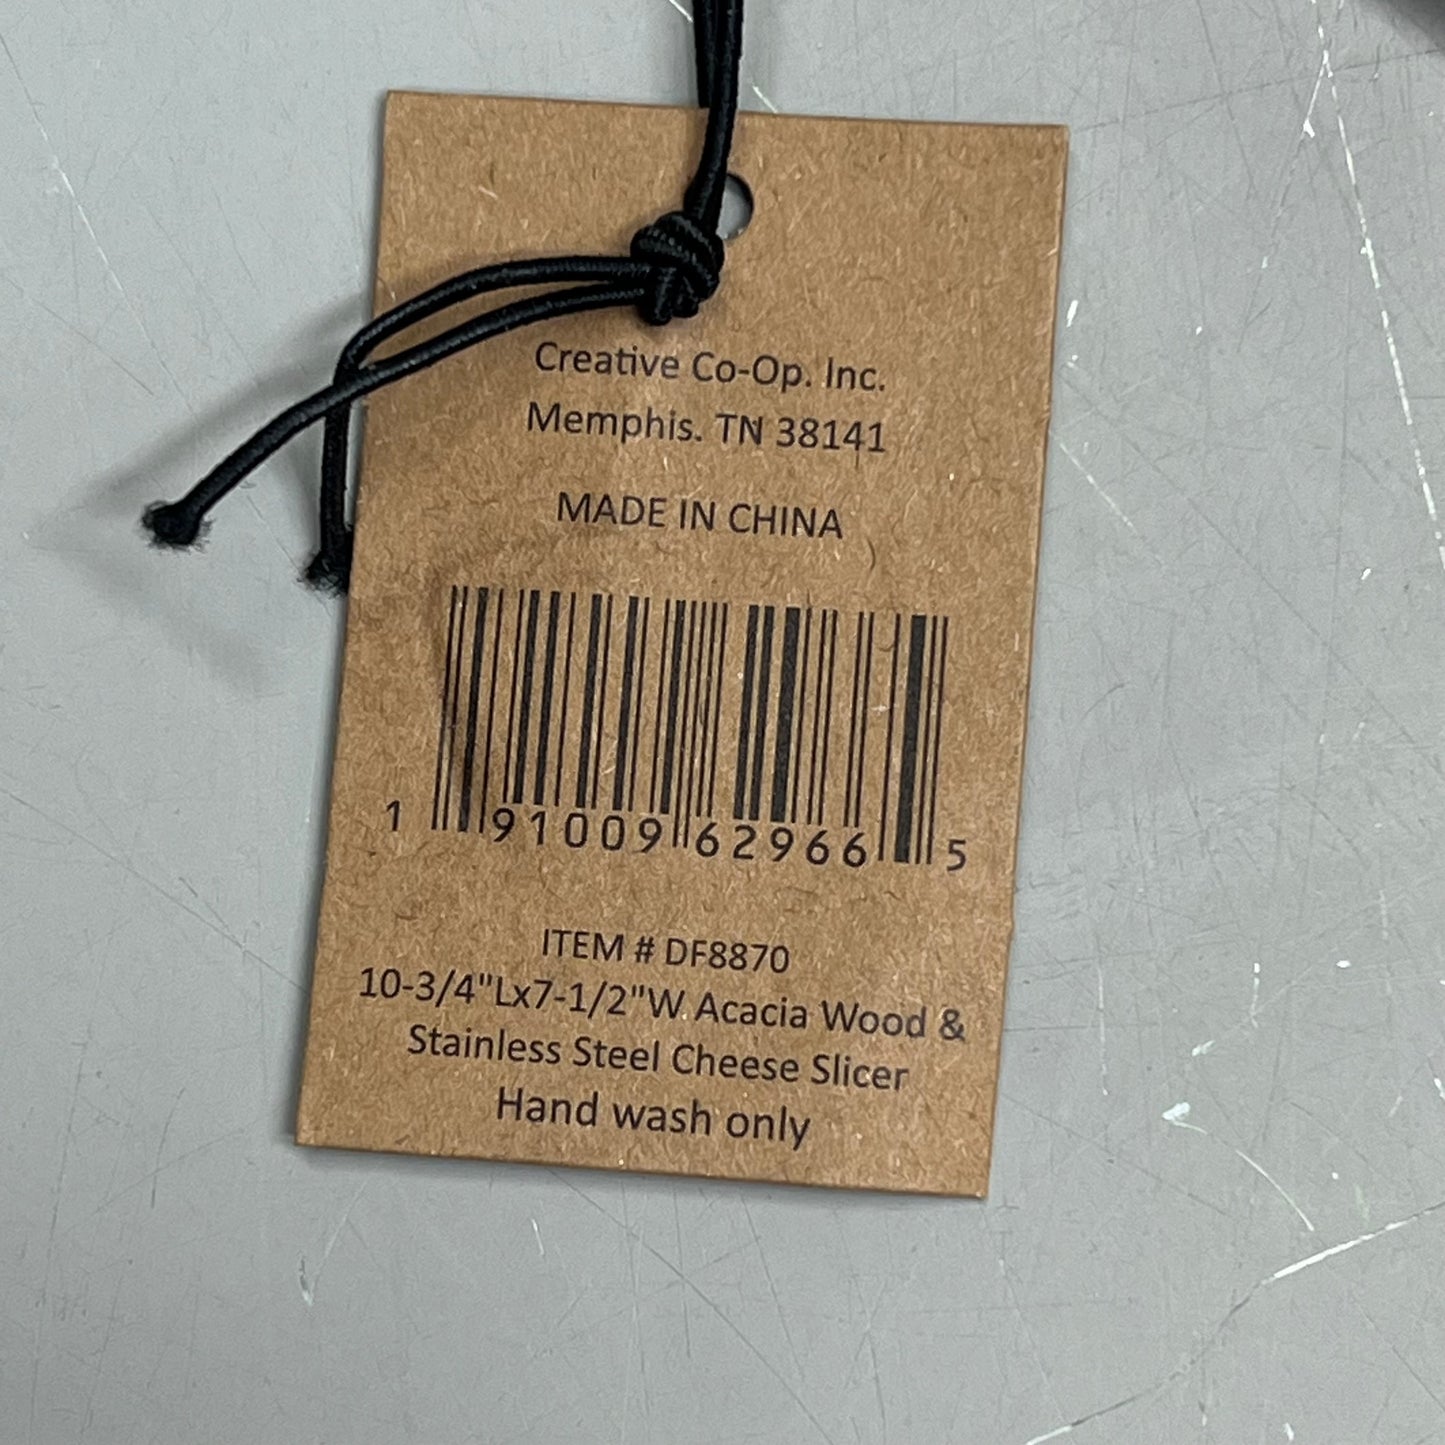 Creative Co-Op. Inc.
Memphis. TN 38141
MADE IN CHINA
1 91009 62966 5
ITEM # DF8870
10-3/4"Lx7-1/2"W Acacia Wood &
Stainless Steel Cheese Slicer
Hand wash only